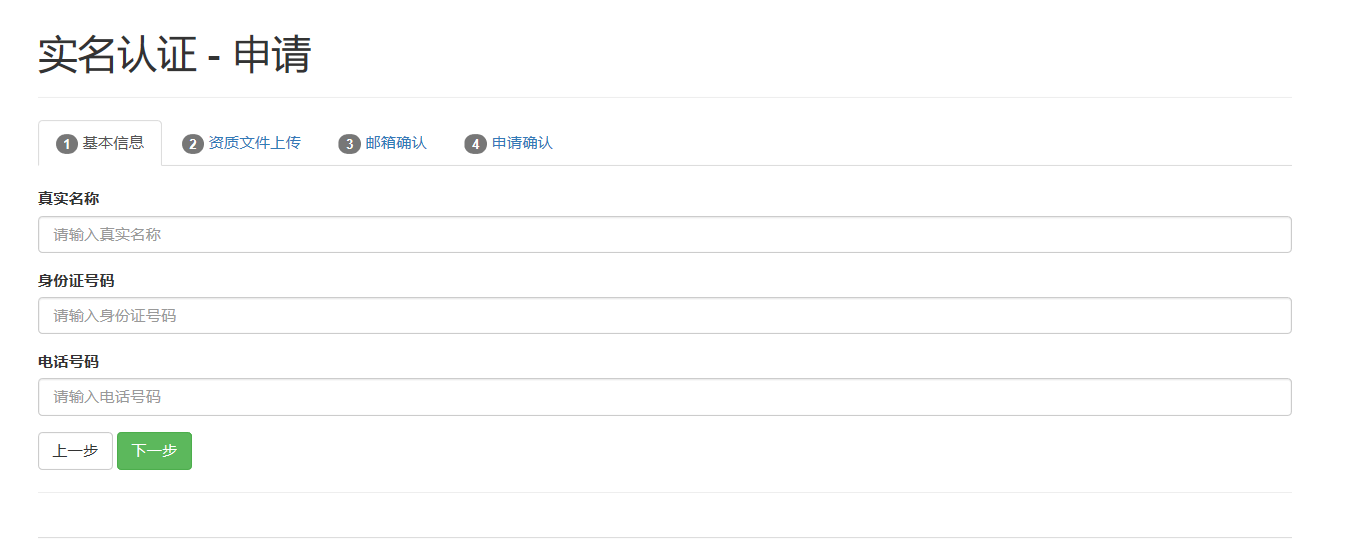 实名认证 - 申请
1 基本信息 2 资质文件上传 3 邮箱确认 4 申请确认
真实名称
请输入真实名称
身份证号码
请输入身份证号码
电话号码
请输入电话号码
上一步 下一步